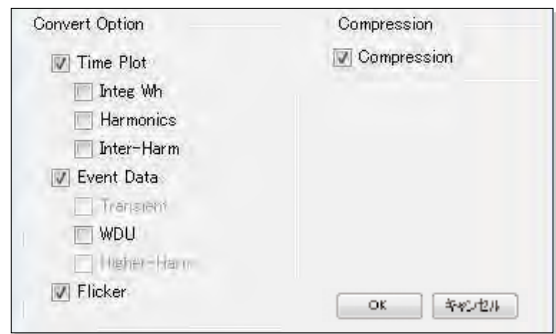 Convert Option
Time Plot
Integ Wh
Harmonics
Inter-Harm
Event Data
Transient
WDU
Higher-Harm
Flicker
Compression
Compression
OK
キャンセル